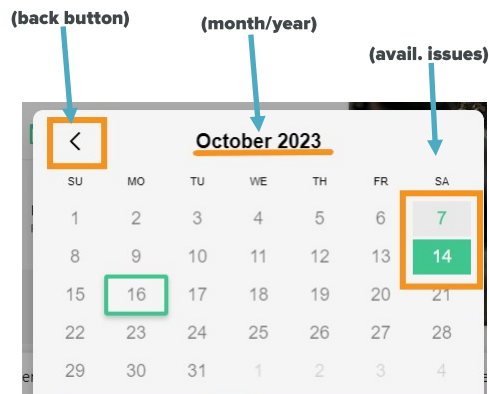 (back button)
(month/year)
(avail. issues)
October 2023
SU MO TU WE TH FR SA
1 2 3 4 5 6 7
8 9 10 11 12 13 14
15 16 17 18 19 20 21
22 23 24 25 26 27 28
29 30 31 1 2 3 4